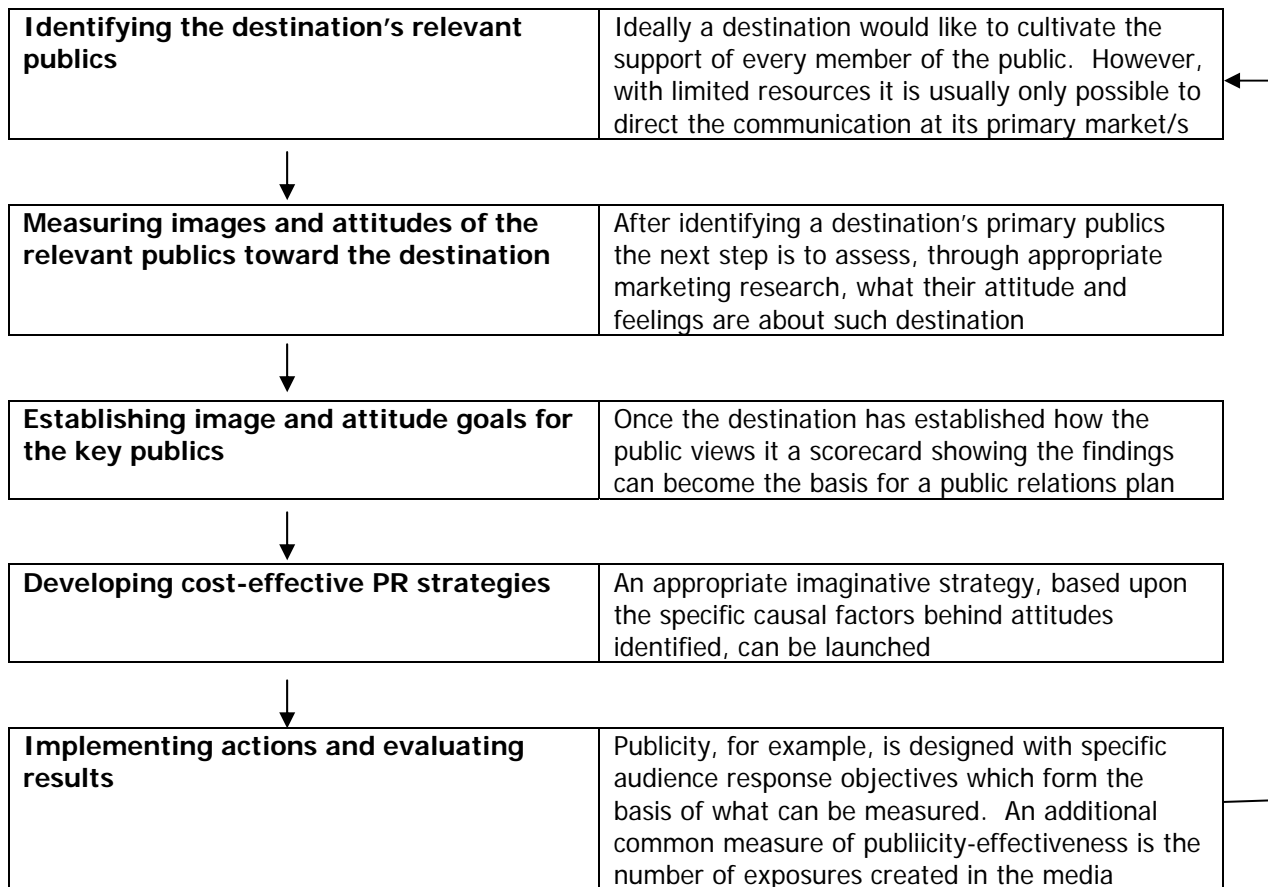 Identifying the destination's relevant
publics
Ideally a destination would like to cultivate the
support of every member of the public.  However,
with limited resources it is usually only possible to
direct the communication at its primary market/s
Measuring images and attitudes of the
relevant publics toward the destination
After identifying a destination's primary publics
the next step is to assess, through appropriate
marketing research, what their attitude and
feelings are about such destination
Establishing image and attitude goals for
the key publics
Once the destination has established how the
public views it a scorecard showing the findings
can become the basis for a public relations plan
Developing cost-effective PR strategies
An appropriate imaginative strategy, based upon
the specific causal factors behind attitudes
identified, can be launched
Implementing actions and evaluating
results
Publicity, for example, is designed with specific
audience response objectives which form the
basis of what can be measured.  An additional
common measure of publiicity-effectiveness is the
number of exposures created in the media